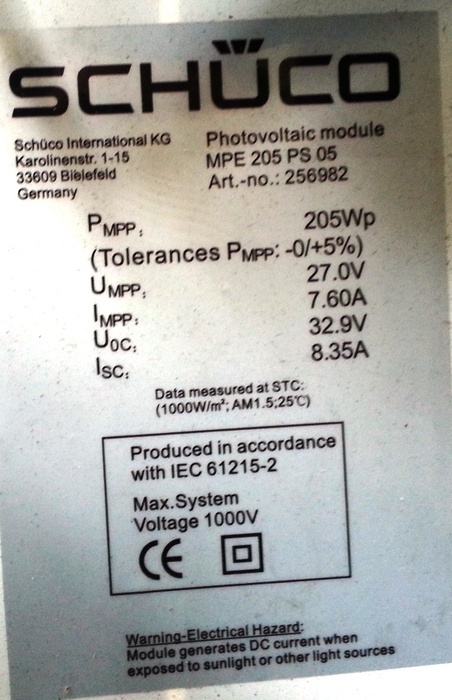 SCHÜCO
Schüco International KG
Karolinenstr. 1-15
33609 Bielefeld
Germany
Photovoltaic module
MPE 205 PS 05
Art.-no.: 256982
PMPP: 205Wp
(Tolerances PMPP: -0/+5%)
UMPP: 27.0V
IMPP: 7.60A
U0C: 32.9V
ISC: 8.35A
Data measured at STC:
(1000W/m²; AM1.5;25℃)
Produced in accordance
with IEC 61215-2
Max.System
Voltage 1000V
CE
Warning-Electrical Hazard:
Module generates DC current when
exposed to sunlight or other light sources